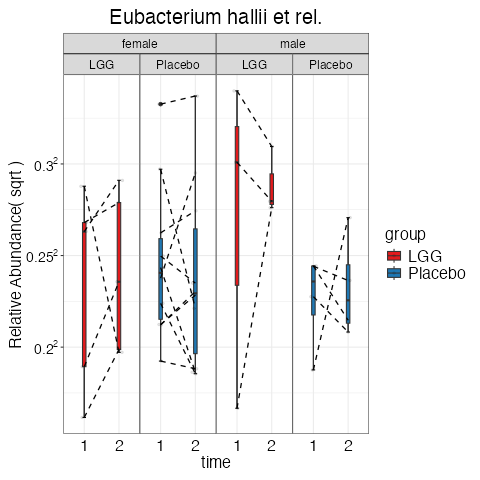 Eubacterium hallii et rel.
female male
LGG Placebo LGG Placebo
Relative Abundance( sqrt )
0.3²
0.25²
0.2²
1 2 1 2 1 2 1 2
time
group
LGG
Placebo